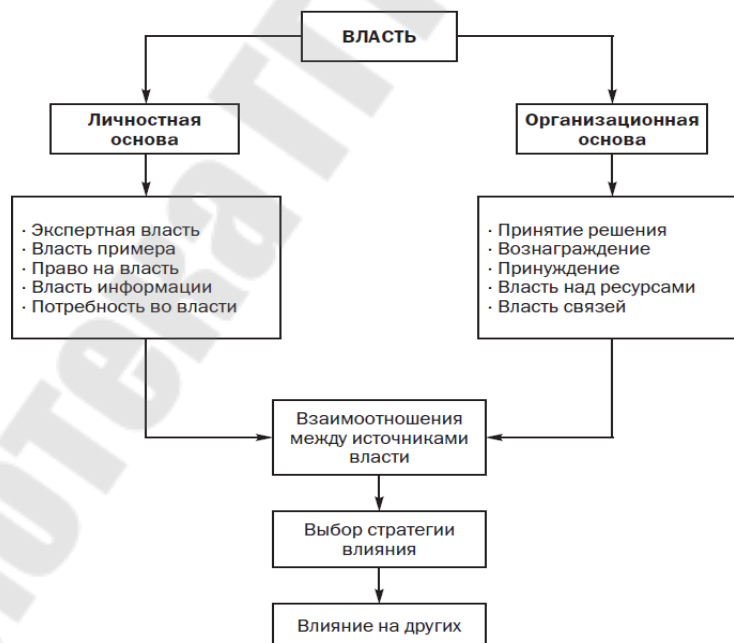 ВЛАСТЬ
Личностная
основа
Организационная
основа
· Экспертная власть
· Власть примера
· Право на власть
· Власть информации
· Потребность во власти
· Принятие решения
· Вознаграждение
· Принуждение
· Власть над ресурсами
· Власть связей
Взаимоотношения
между источниками
власти
Выбор стратегии
влияния
Влияние на других